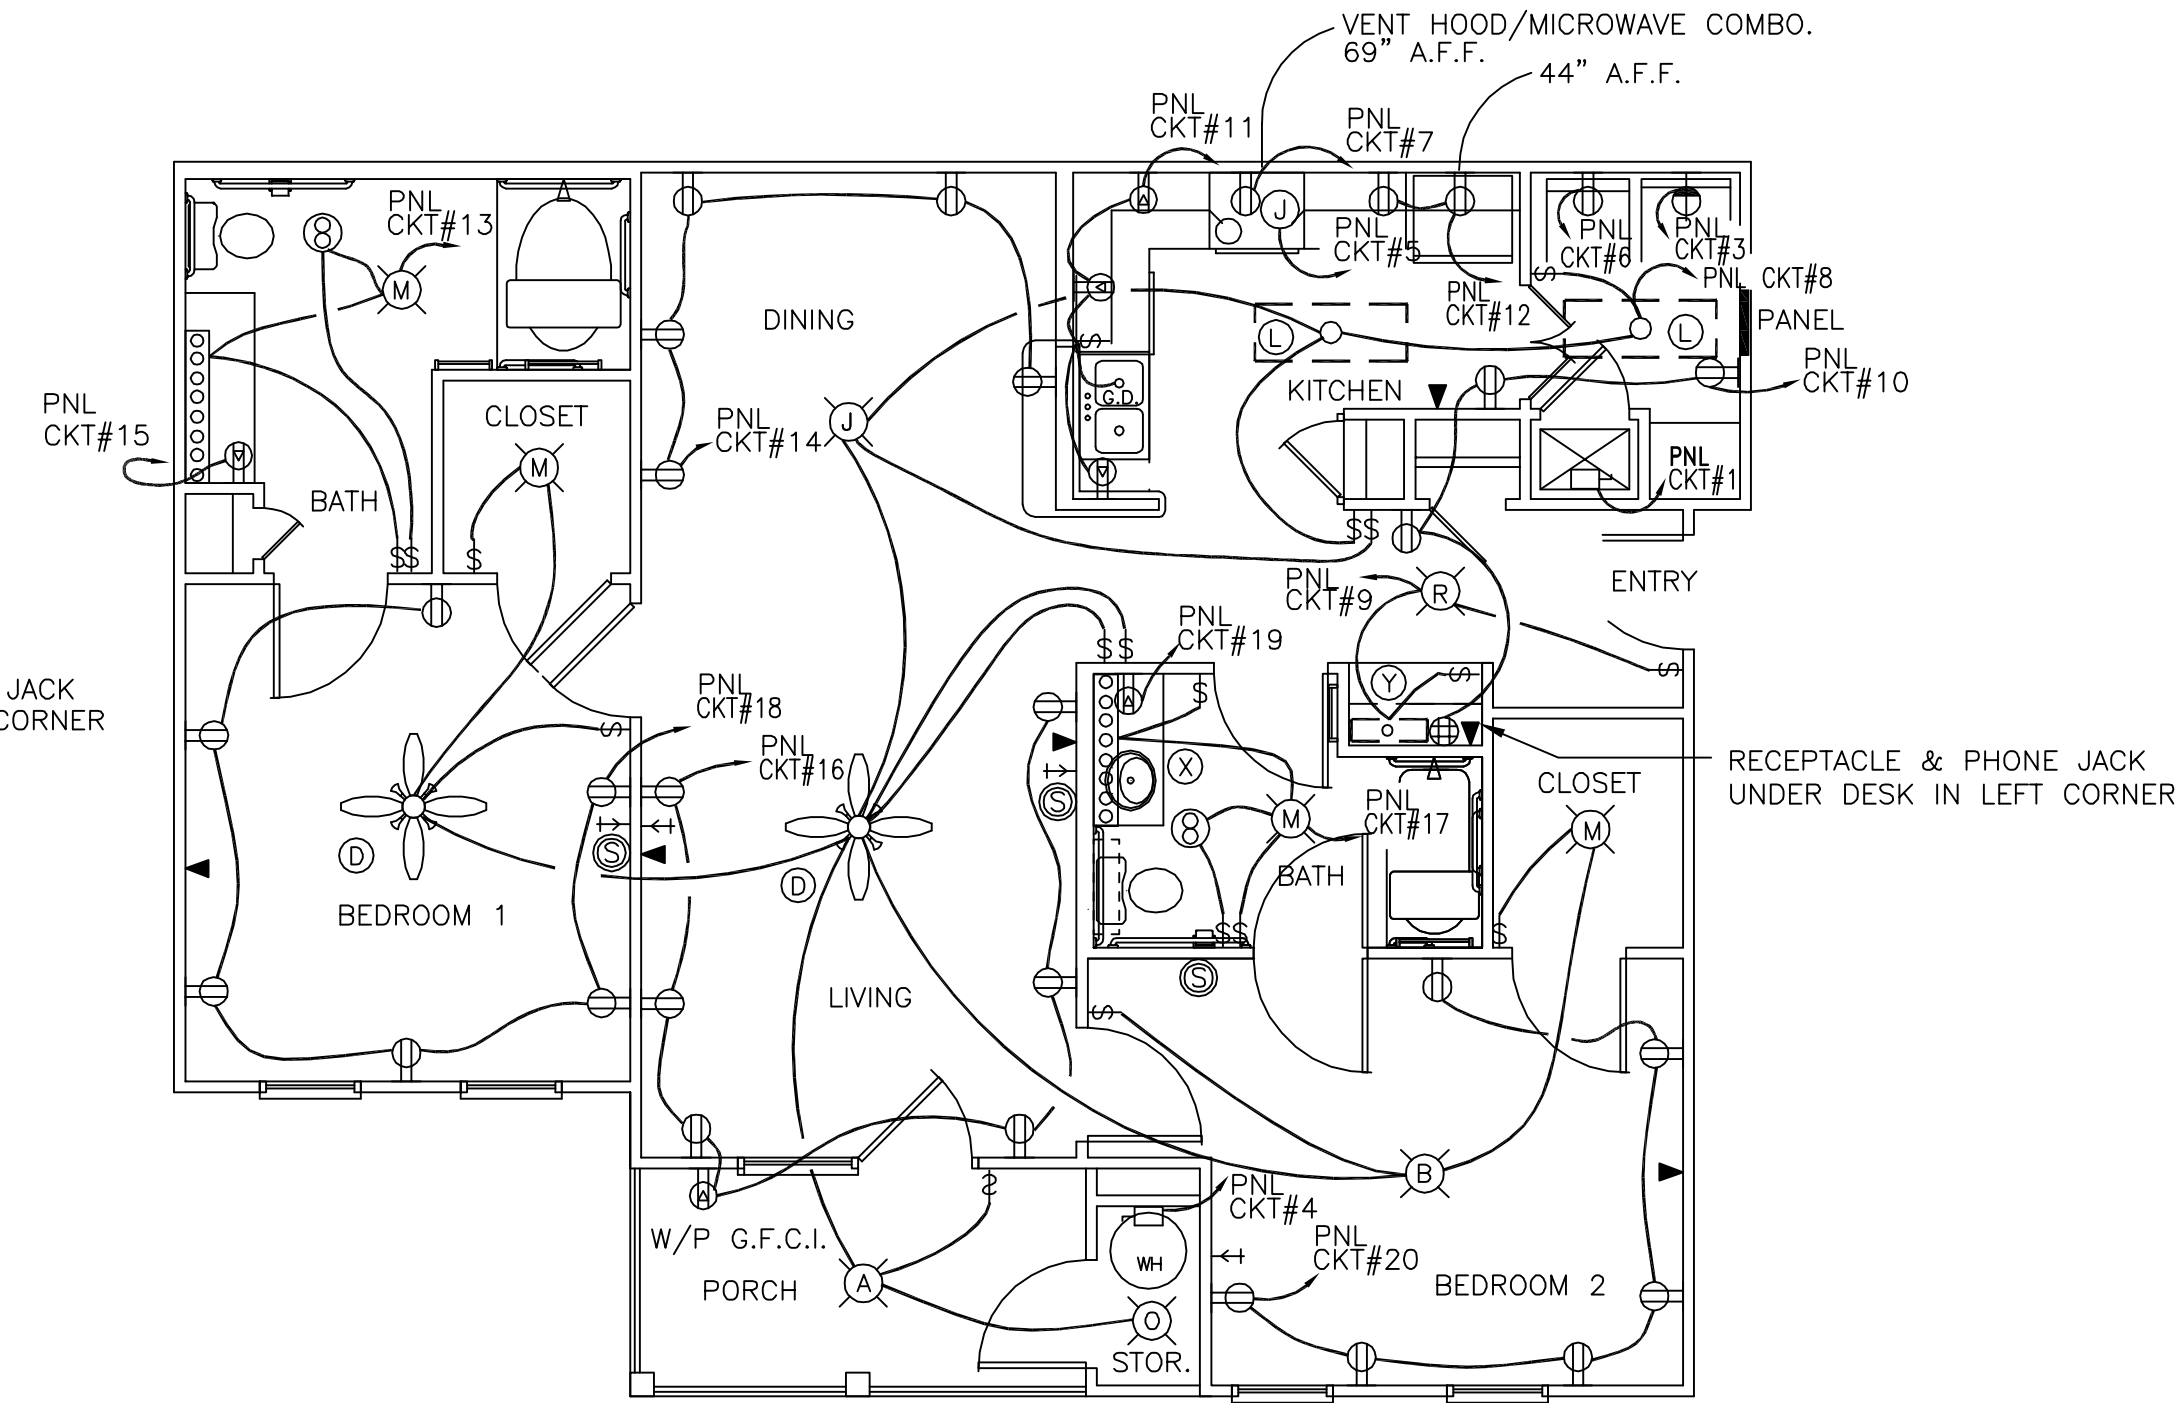 VENT HOOD/MICROWAVE COMBO.
69" A.F.F.
44" A.F.F.
PNL
CKT#11
PNL
CKT#7
PNL
CKT#13
PNL
CKT#5
PNL
CKT#6
PNL
CKT#3
PNL CKT#8
PNL
CKT#12
J
M
DINING
L
L
PANEL
S
S
KITCHEN
G.D.
PNL
CKT#10
PNL
CKT#15
CLOSET
M
J
PNL
CKT#14
PNL
CKT#1
BATH
SS
S
SS
PNL
CKT#9
R
ENTRY
PNL
CKT#19
S S
S
S
JACK
CORNER
PNL
CKT#18
S
Y
S
PNL
CKT#16
RECEPTACLE & PHONE JACK
UNDER DESK IN LEFT CORNER
X
CLOSET
S
PNL
CKT#17
M
M
D
S
D
BATH
BEDROOM 1
SS
S
S
LIVING
S
B
S
PNL
CKT#4
W/P G.F.C.I.
PNL
CKT#20
WH
PORCH
A
BEDROOM 2
O
STOR.